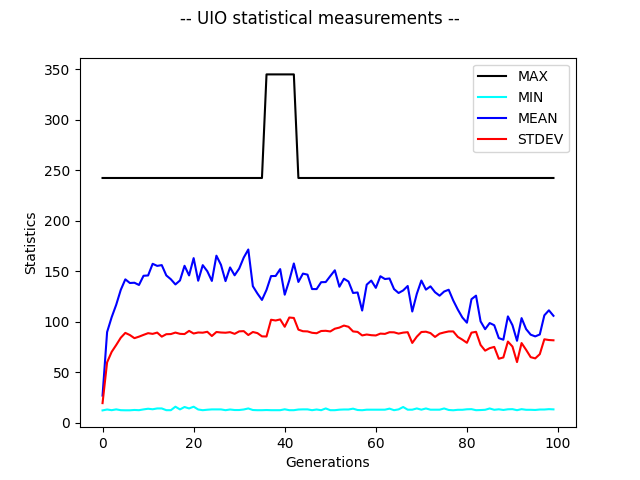 -- UIO statistical measurements --
350
300
250
200
150
100
50
0
Statistics
MAX
MIN
MEAN
STDEV
0 20 40 60 80 100
Generations